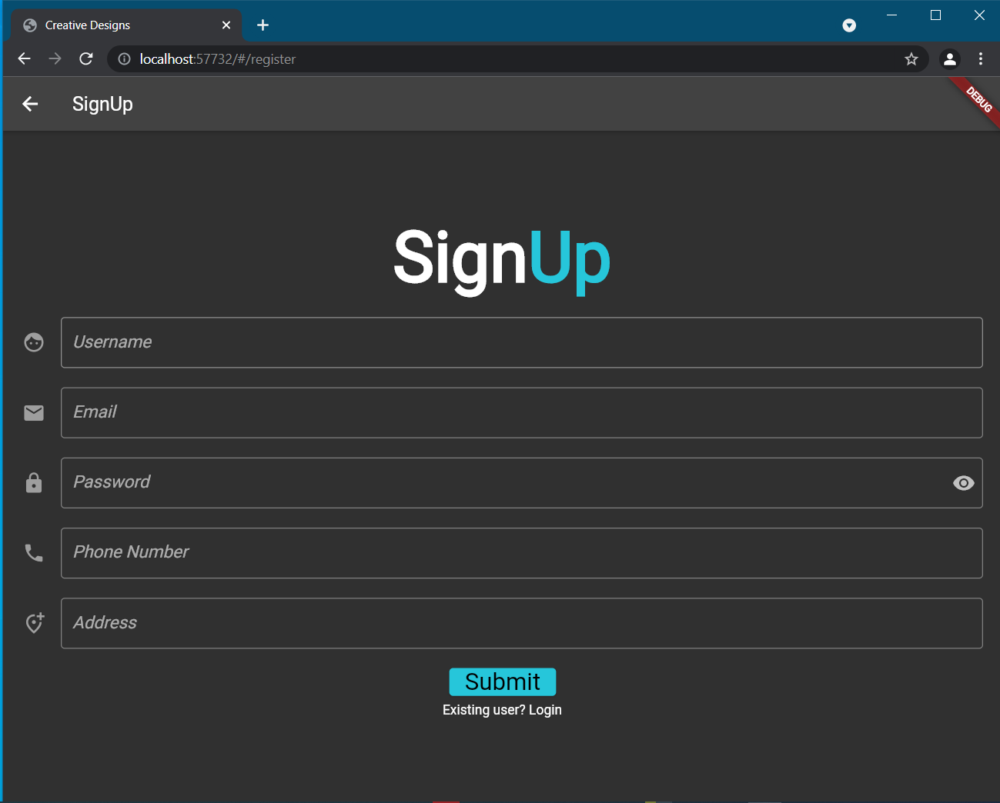 Creative Designs
localhost:57732/#/register
SignUp
DEBUG
SignUp
Username
Email
Password
Phone Number
Address
Submit
Existing user? Login